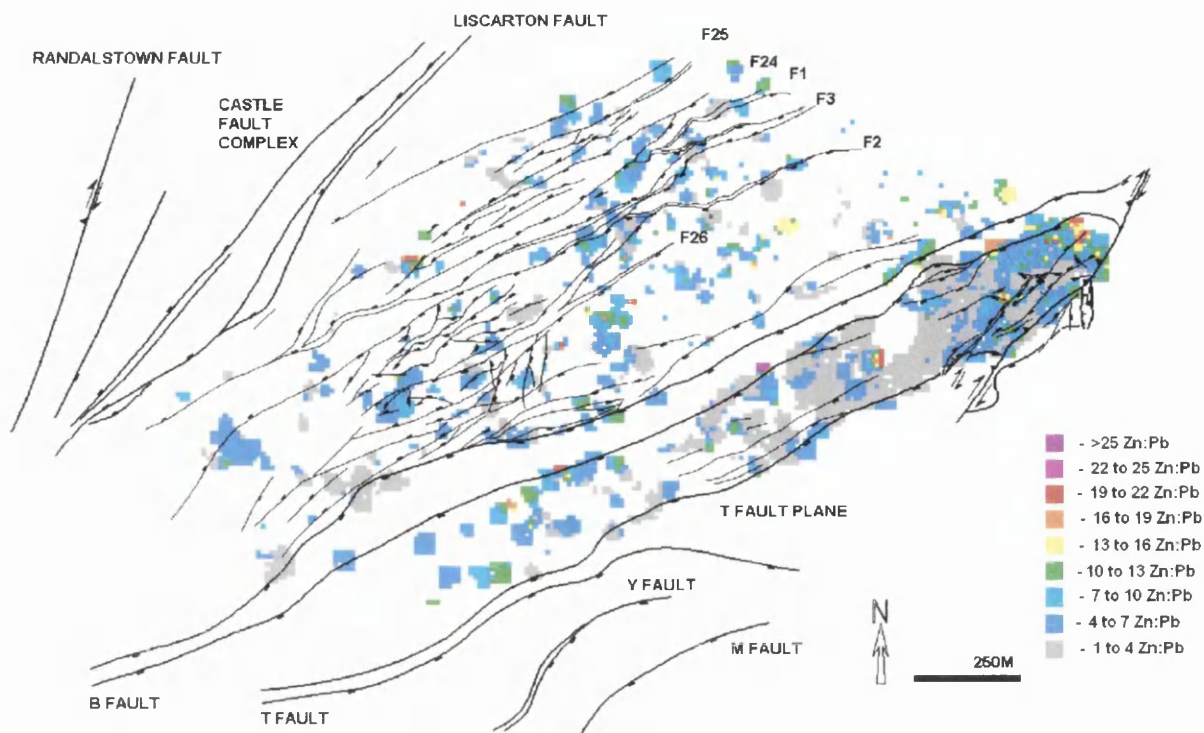 LISCARTON FAULT
RANDALSTOWN FAULT
CASTLE
FAULT
COMPLEX
F25
F24
F1
F3
F2
F26
T FAULT PLANE
Y FAULT
M FAULT
B FAULT
T FAULT
N
250M
- >25 Zn:Pb
- 22 to 25 Zn:Pb
- 19 to 22 Zn:Pb
- 16 to 19 Zn:Pb
- 13 to 16 Zn:Pb
- 10 to 13 Zn:Pb
- 7 to 10 Zn:Pb
- 4 to 7 Zn:Pb
- 1 to 4 Zn:Pb